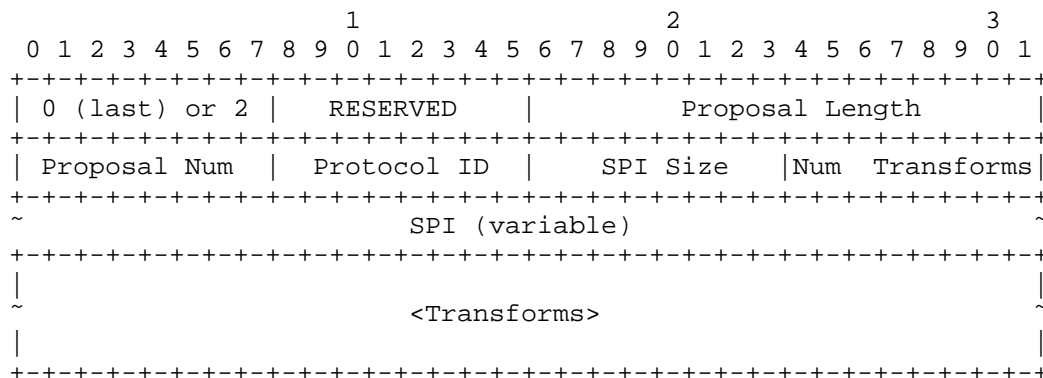 1                   2                   3
 0 1 2 3 4 5 6 7 8 9 0 1 2 3 4 5 6 7 8 9 0 1 2 3 4 5 6 7 8 9 0 1
+-+-+-+-+-+-+-+-+-+-+-+-+-+-+-+-+-+-+-+-+-+-+-+-+-+-+-+-+-+-+-+-+
| 0 (last) or 2 |   RESERVED    |         Proposal Length       |
+-+-+-+-+-+-+-+-+-+-+-+-+-+-+-+-+-+-+-+-+-+-+-+-+-+-+-+-+-+-+-+-+
| Proposal Num  |  Protocol ID  |    SPI Size   |Num  Transforms|
+-+-+-+-+-+-+-+-+-+-+-+-+-+-+-+-+-+-+-+-+-+-+-+-+-+-+-+-+-+-+-+-+
~                        SPI (variable)                         ~
+-+-+-+-+-+-+-+-+-+-+-+-+-+-+-+-+-+-+-+-+-+-+-+-+-+-+-+-+-+-+-+-+
|                                                               |
~                        <Transforms>                           ~
|                                                               |
+-+-+-+-+-+-+-+-+-+-+-+-+-+-+-+-+-+-+-+-+-+-+-+-+-+-+-+-+-+-+-+-+